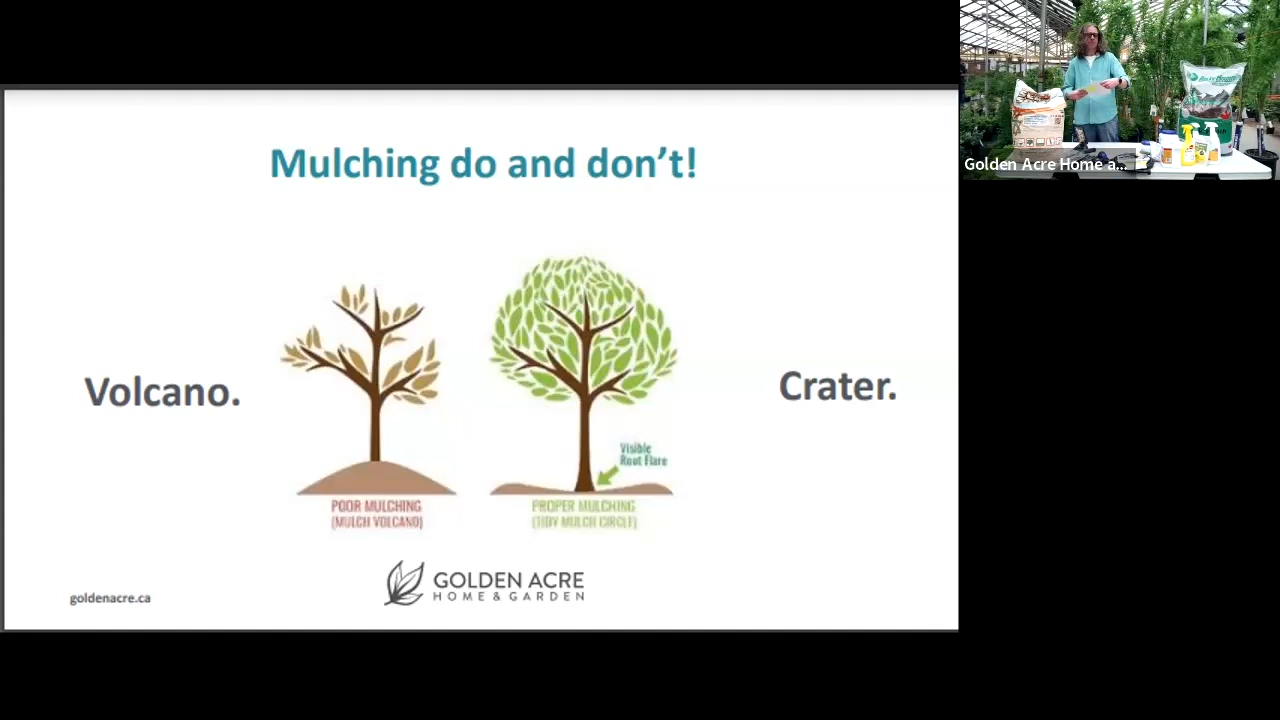 Mulching do and don’t!
Volcano.
Crater.
Visible
Root Flare
POOR MULCHING
(MULCH VOLCANO)
PROPER MULCHING
(TIDY MULCH CIRCLE)
GOLDEN ACRE
HOME & GARDEN
goldenacre.ca
Golden Acre Home a...